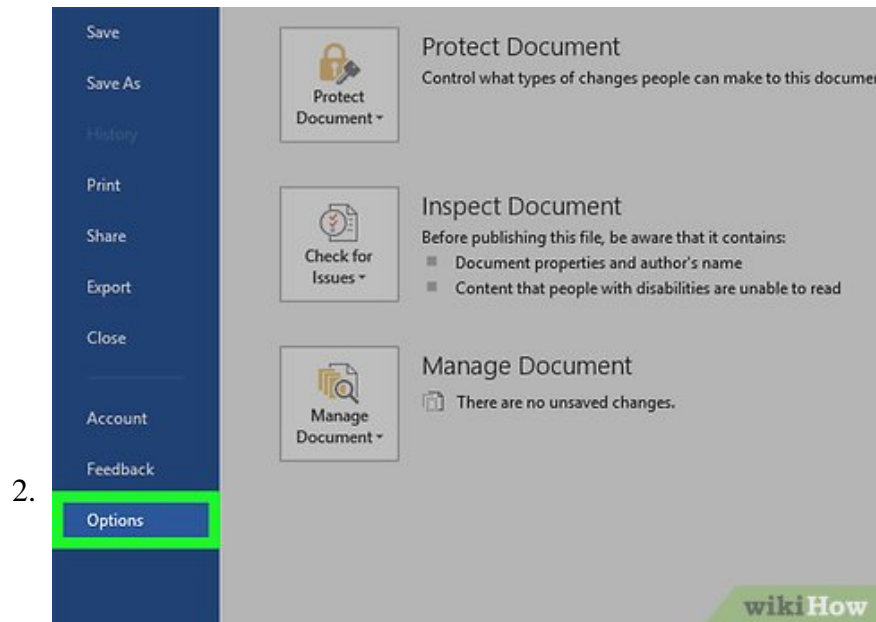 Save
Save As
History
Print
Share
Export
Close
Account
Feedback
2.
Options
Protect
Document
Protect Document
Control what types of changes people can make to this documen
Check for
Issues
Inspect Document
Before publishing this file, be aware that it contains:
Document properties and author's name
Content that people with disabilities are unable to read
Manage
Document
Manage Document
There are no unsaved changes.
wikiHow